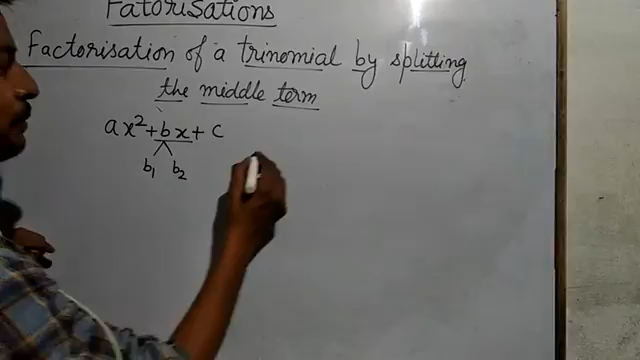 Fatorisations
Factorisation of a trinomial by splitting
the middle term
ax²+bx+c
b₁ b₂